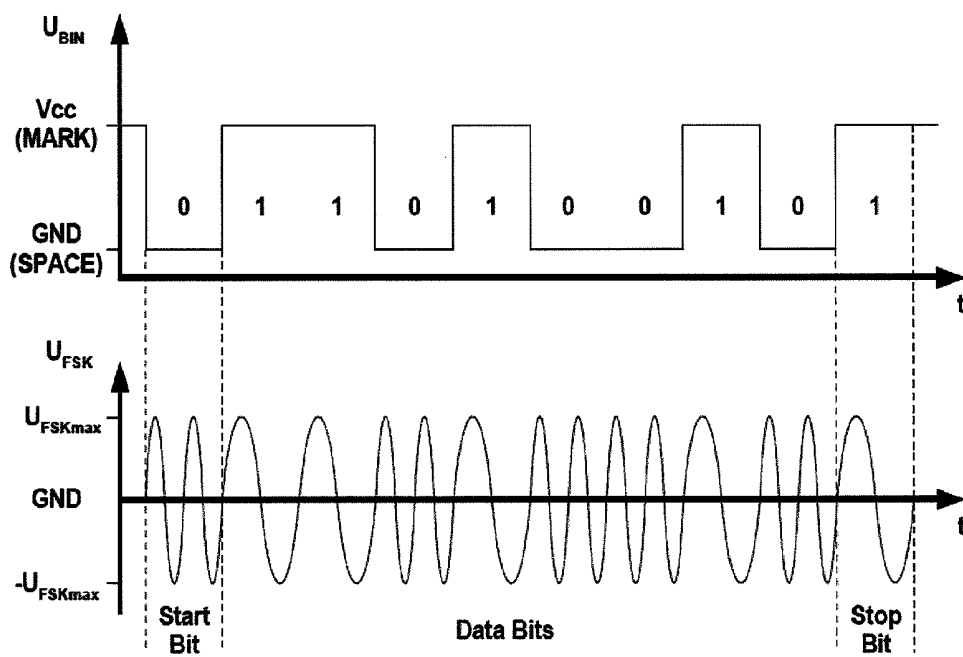 U_BIN
Vcc
(MARK)
0 1 1 0 1 0 0 1 0 1
GND
(SPACE)
t
U_FSK
U_FSKmax
GND
t
-U_FSKmax
Start
Bit
Data Bits
Stop
Bit